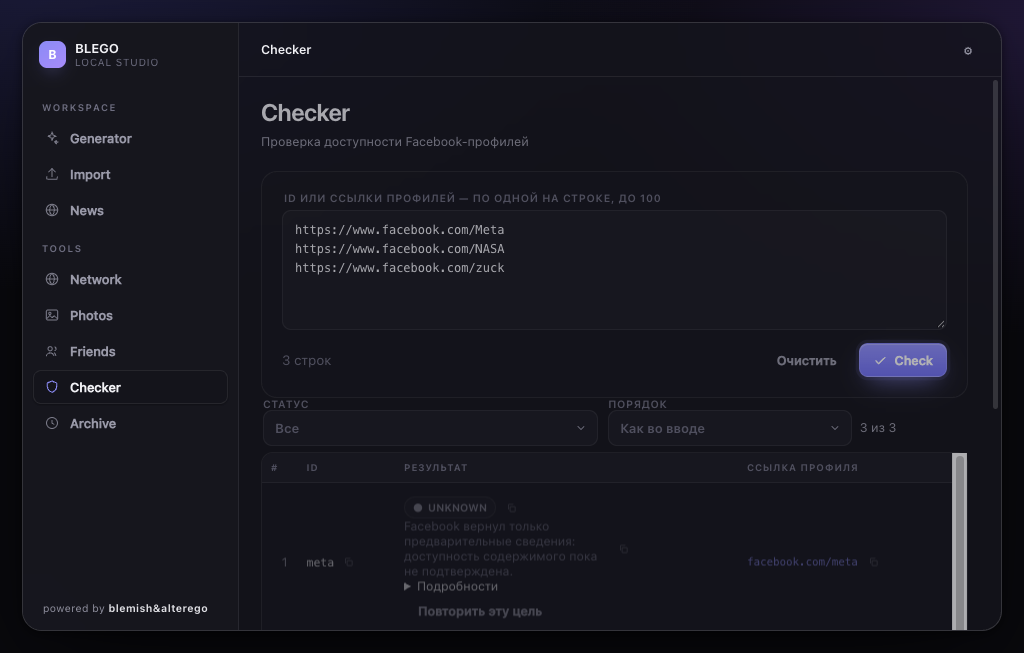 B
BLEGO
LOCAL STUDIO
WORKSPACE
Generator
Import
News
TOOLS
Network
Photos
Friends
Checker
Archive
powered by blemish&alterego
Checker
Checker
Проверка доступности Facebook-профилей
ID ИЛИ ССЫЛКИ ПРОФИЛЕЙ — ПО ОДНОЙ НА СТРОКЕ, ДО 100
https://www.facebook.com/Meta
https://www.facebook.com/NASA
https://www.facebook.com/zuck
3 строк
Очистить
Check
СТАТУС
ПОРЯДОК
Все
Как во вводе
3 из 3
# ID РЕЗУЛЬТАТ ССЫЛКА ПРОФИЛЯ
UNKNOWN
Facebook вернул только
предварительные сведения:
доступность содержимого пока
не подтверждена.
1 meta facebook.com/meta
Подробности
Повторить эту цель